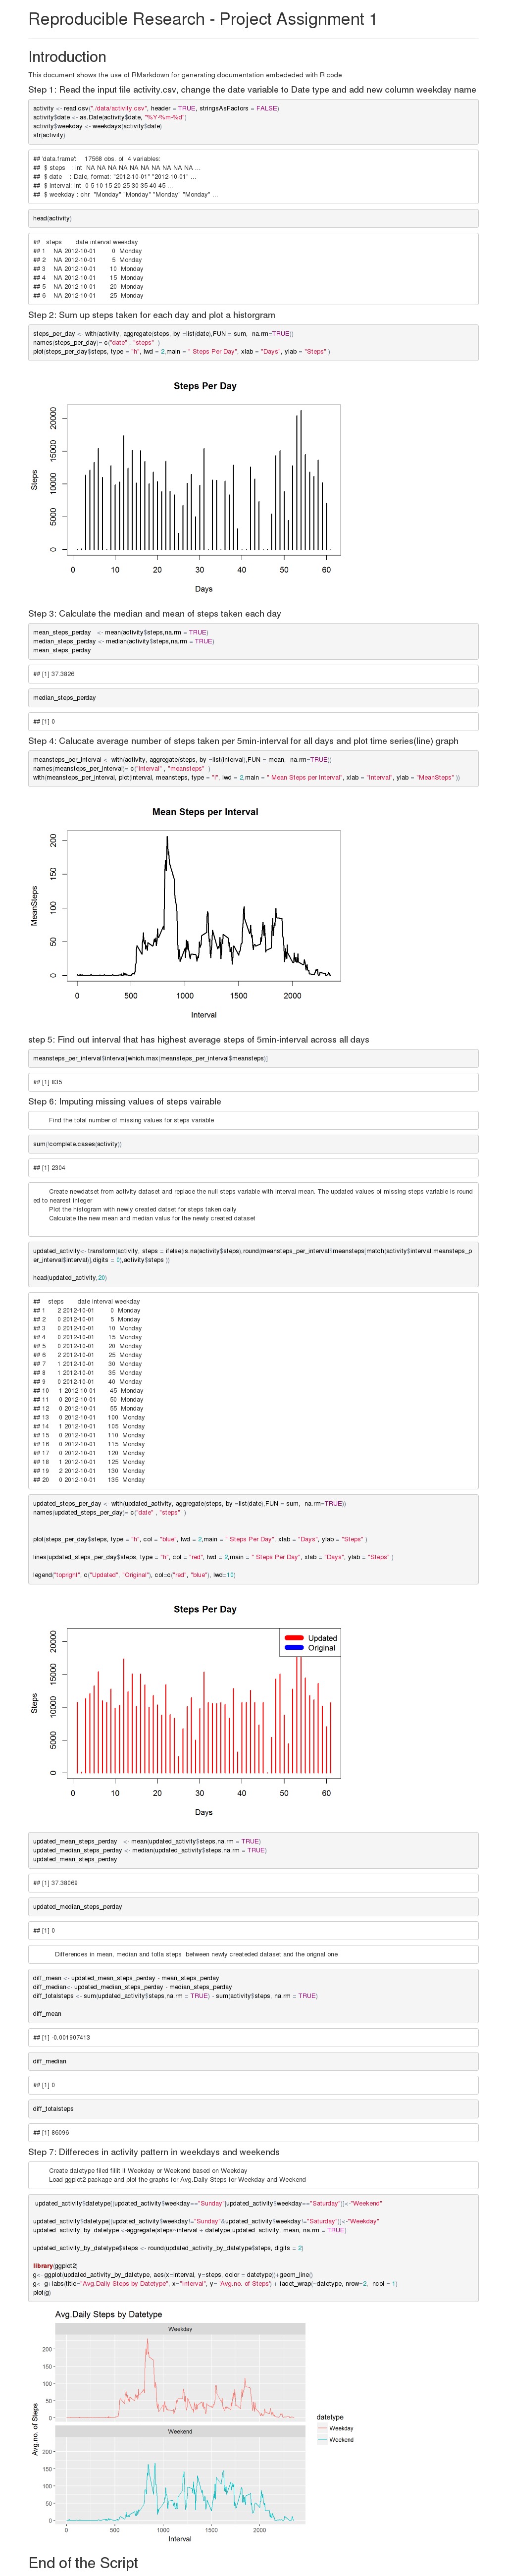 Reproducible Research - Project Assignment 1
Introduction
This document shows the use of RMarkdown for generating documentation embededded with R code
Step 1: Read the input file activity.csv, change the date variable to Date type and add new column weekday name
activity <- read.csv("./data/activity.csv", header = TRUE, stringsAsFactors = FALSE)
activity$date <- as.Date(activity$date, "%Y-%m-%d")
activity$weekday <- weekdays(activity$date)
str(activity)
## 'data.frame':    17568 obs. of  4 variables:
##  $ steps   : int  NA NA NA NA NA NA NA NA NA NA ...
##  $ date    : Date, format: "2012-10-01" "2012-10-01" ...
##  $ interval: int  0 5 10 15 20 25 30 35 40 45 ...
##  $ weekday : chr  "Monday" "Monday" "Monday" "Monday" ...
head(activity)
##   steps       date interval weekday
## 1    NA 2012-10-01        0  Monday
## 2    NA 2012-10-01        5  Monday
## 3    NA 2012-10-01       10  Monday
## 4    NA 2012-10-01       15  Monday
## 5    NA 2012-10-01       20  Monday
## 6    NA 2012-10-01       25  Monday
Step 2: Sum up steps taken for each day and plot a historgram
steps_per_day <- with(activity, aggregate(steps, by =list(date),FUN = sum,  na.rm=TRUE))
names(steps_per_day)= c("date" , "steps"  )
plot(steps_per_day$steps, type = "h", lwd = 2,main = " Steps Per Day", xlab = "Days", ylab = "Steps" )
Steps Per Day
20000
15000
10000
5000
0
Steps
0 10 20 30 40 50 60
Days
Step 3: Calculate the median and mean of steps taken each day
mean_steps_perday   <- mean(activity$steps,na.rm = TRUE)
median_steps_perday <- median(activity$steps,na.rm = TRUE)
mean_steps_perday
## [1] 37.3826
median_steps_perday
## [1] 0
Step 4: Calucate average number of steps taken per 5min-interval for all days and plot time series(line) graph
meansteps_per_interval <- with(activity, aggregate(steps, by =list(interval),FUN = mean,  na.rm=TRUE))
names(meansteps_per_interval)= c("interval" , "meansteps"  )
with(meansteps_per_interval, plot(interval, meansteps, type = "l", lwd = 2,main = " Mean Steps per Interval", xlab = "Interval", ylab = "MeanSteps" ))
Mean Steps per Interval
200
150
100
50
0
MeanSteps
0 500 1000 1500 2000
Interval
step 5: Find out interval that has highest average steps of 5min-interval across all days
meansteps_per_interval$interval[which.max(meansteps_per_interval$meansteps)]
## [1] 835
Step 6: Imputing missing values of steps vairable
Find the total number of missing values for steps variable
sum(!complete.cases(activity))
## [1] 2304
Create newdatset from activity dataset and replace the null steps variable with interval mean. The updated values of missing steps variable is round
ed to nearest integer
Plot the histogram with newly created datset for steps taken daily
Calculate the new mean and median valus for the newly created dataset
updated_activity<- transform(activity, steps = ifelse(is.na(activity$steps),round(meansteps_per_interval$meansteps[match(activity$interval,meansteps_p
er_interval$interval)],digits = 0),activity$steps ))
head(updated_activity,20)
##    steps       date interval weekday
## 1      2 2012-10-01        0  Monday
## 2      0 2012-10-01        5  Monday
## 3      0 2012-10-01       10  Monday
## 4      0 2012-10-01       15  Monday
## 5      0 2012-10-01       20  Monday
## 6      2 2012-10-01       25  Monday
## 7      1 2012-10-01       30  Monday
## 8      1 2012-10-01       35  Monday
## 9      0 2012-10-01       40  Monday
## 10     1 2012-10-01       45  Monday
## 11     0 2012-10-01       50  Monday
## 12     0 2012-10-01       55  Monday
## 13     0 2012-10-01      100  Monday
## 14     1 2012-10-01      105  Monday
## 15     0 2012-10-01      110  Monday
## 16     0 2012-10-01      115  Monday
## 17     0 2012-10-01      120  Monday
## 18     1 2012-10-01      125  Monday
## 19     2 2012-10-01      130  Monday
## 20     0 2012-10-01      135  Monday
updated_steps_per_day <- with(updated_activity, aggregate(steps, by =list(date),FUN = sum,  na.rm=TRUE))
names(updated_steps_per_day)= c("date" , "steps"  )
plot(steps_per_day$steps, type = "h", col = "blue", lwd = 2,main = " Steps Per Day", xlab = "Days", ylab = "Steps" )
lines(updated_steps_per_day$steps, type = "h", col = "red", lwd = 2,main = " Steps Per Day", xlab = "Days", ylab = "Steps" )
legend("topright", c("Updated", "Original"), col=c("red", "blue"), lwd=10)
Steps Per Day
Updated
Original
20000
15000
10000
5000
0
Steps
0 10 20 30 40 50 60
Days
updated_mean_steps_perday   <- mean(updated_activity$steps,na.rm = TRUE)
updated_median_steps_perday <- median(updated_activity$steps,na.rm = TRUE)
updated_mean_steps_perday
## [1] 37.38069
updated_median_steps_perday
## [1] 0
Differences in mean, median and totla steps  between newly createded dataset and the orignal one
diff_mean <- updated_mean_steps_perday - mean_steps_perday
diff_median<- updated_median_steps_perday - median_steps_perday
diff_totalsteps <- sum(updated_activity$steps,na.rm = TRUE) - sum(activity$steps, na.rm = TRUE)
diff_mean
## [1] -0.001907413
diff_median
## [1] 0
diff_totalsteps
## [1] 86096
Step 7: Differeces in activity pattern in weekdays and weekends
Create datetype filed fillit it Weekday or Weekend based on Weekday
Load ggplot2 package and plot the graphs for Avg.Daily Steps for Weekday and Weekend
updated_activity$datetype[(updated_activity$weekday=="Sunday"|updated_activity$weekday=="Saturday")]<-"Weekend"
updated_activity$datetype[(updated_activity$weekday!="Sunday"&updated_activity$weekday!="Saturday")]<-"Weekday"
updated_activity_by_datetype <-aggregate(steps~interval + datetype,updated_activity, mean, na.rm = TRUE)
updated_activity_by_datetype$steps <- round(updated_activity_by_datetype$steps, digits = 2)
library(ggplot2)
g<- ggplot(updated_activity_by_datetype, aes(x=interval, y=steps, color = datetype))+geom_line()
g<- g+labs(title="Avg.Daily Steps by Datetype", x="Interval", y= 'Avg.no. of Steps') + facet_wrap(~datetype, nrow=2,  ncol = 1)
plot(g)
Avg.Daily Steps by Datetype
Weekday
200
150
100
50
0
Weekend
200
150
100
50
0
Avg.no. of Steps
0 500 1000 1500 2000
Interval
datetype
Weekday
Weekend
End of the Script